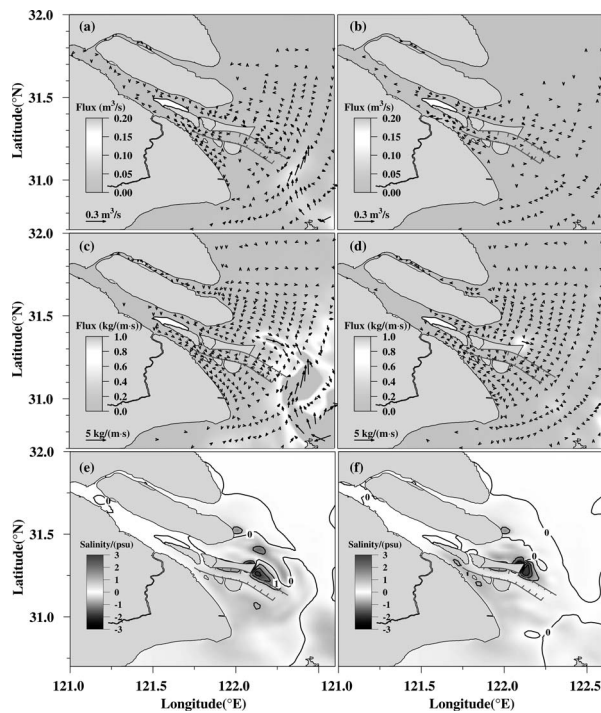 32.0
(a)
(b)
31.5
Latitude(°N)
Flux (m³/s)
0.20
0.15
0.10
0.05
0.00
0.3 m³/s
Flux (m³/s)
0.20
0.15
0.10
0.05
0.00
0.3 m³/s
31.0
32.0
(c)
(d)
31.5
Latitude(°N)
Flux (kg/(m·s))
1.0
0.8
0.6
0.4
0.2
0.0
5 kg/(m·s)
Flux (kg/(m·s))
1.0
0.8
0.6
0.4
0.2
0.0
5 kg/(m·s)
31.0
32.0
(e)
(f)
0
0
0
0
1
0
0
0
0
31.5
Latitude(°N)
Salinity/(psu)
3
2
1
0
-1
-2
-3
Salinity/(psu)
3
2
1
0
-1
-2
-3
31.0
121.0 121.5 122.0 121.0 121.5 122.0 122.5
Longitude(°E) Longitude(°E)